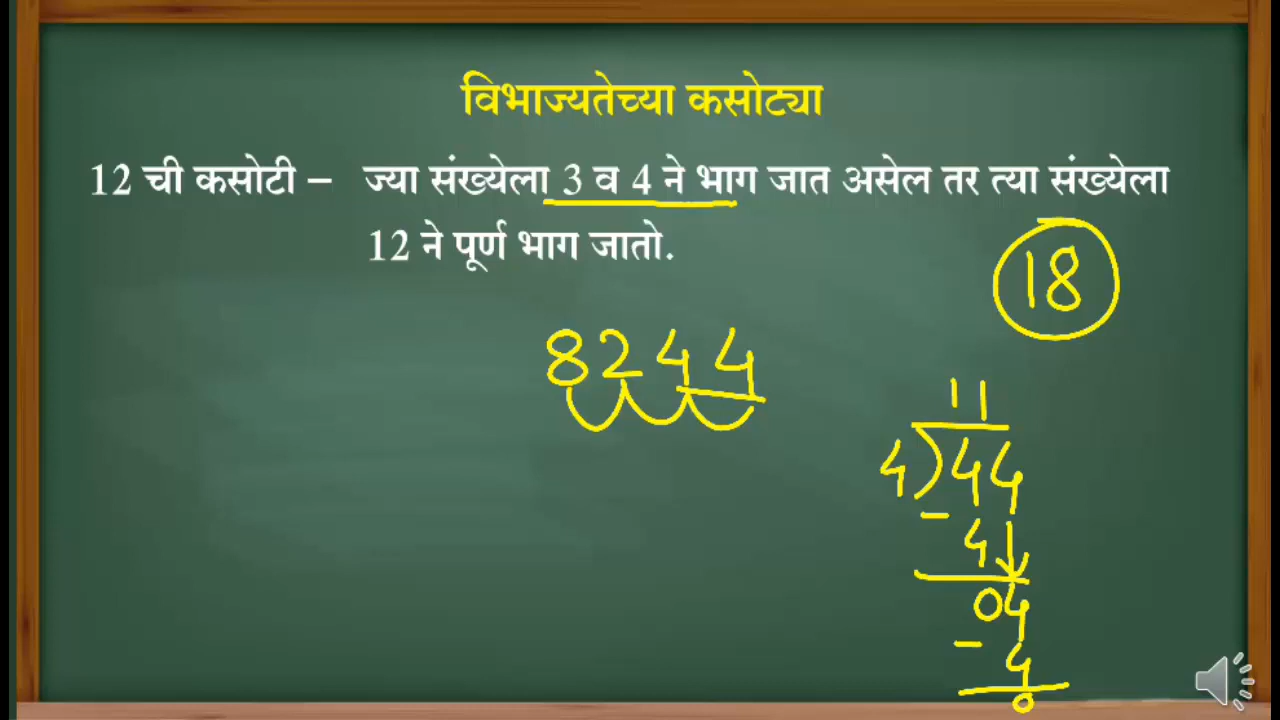 विभाज्यतेच्या कसोट्या
12 ची कसोटी – ज्या संख्येला 3 व 4 ने भाग जात असेल तर त्या संख्येला
12 ने पूर्ण भाग जातो.
18
8244
11
4)44
- 4
04
- 4
0